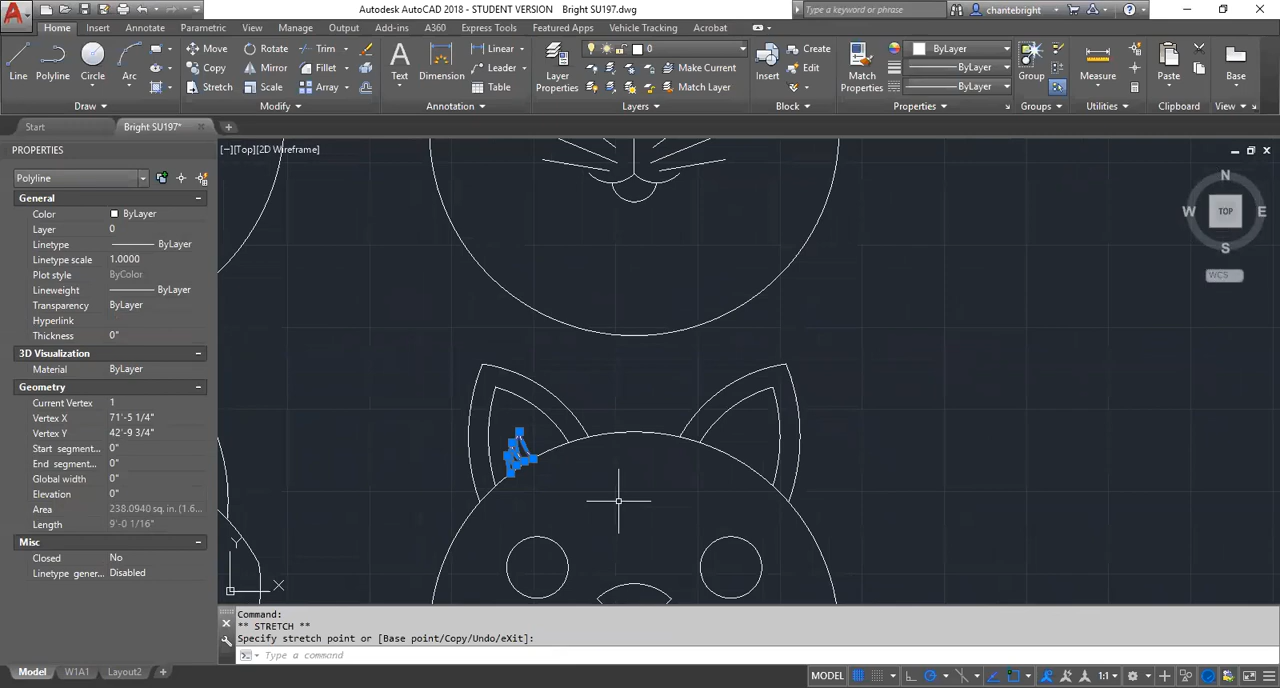 Autodesk AutoCAD 2018 - STUDENT VERSION Bright SU197.dwg
Type a keyword or phrase
chantebright
Home Insert Annotate Parametric View Manage Output Add-ins A360 Express Tools Featured Apps Vehicle Tracking Acrobat
Line Polyline Circle Arc
Move Rotate Trim
Copy Mirror Fillet
Stretch Scale Array
Text Dimension
Linear
Leader
Table
Layer Properties
0
Make Current
Match Layer
Insert
Create
Edit
Match Properties
ByLayer
ByLayer
ByLayer
Group
Measure
Paste
Base
Draw Modify Annotation Layers Block Properties Groups Utilities Clipboard View
Start Bright SU197*
PROPERTIES
Polyline
General
Color ByLayer
Layer 0
Linetype ByLayer
Linetype scale 1.0000
Plot style ByColor
Lineweight ByLayer
Transparency ByLayer
Hyperlink
Thickness 0"
3D Visualization
Material ByLayer
Geometry
Current Vertex 1
Vertex X 71'-5 1/4"
Vertex Y 42'-9 3/4"
Start segment... 0"
End segment... 0"
Global width 0"
Elevation 0"
Area 238.0940 sq. in. (1.6...
Length 9'-0 1/16"
Misc
Closed No
Linetype gener... Disabled
[−][Top][2D Wireframe]
N
W TOP E
S
WCS
Y
X
Command:
** STRETCH **
Specify stretch point or [Base point/Copy/Undo/eXit]:
Type a command
Model W1A1 Layout2
MODEL
1:1